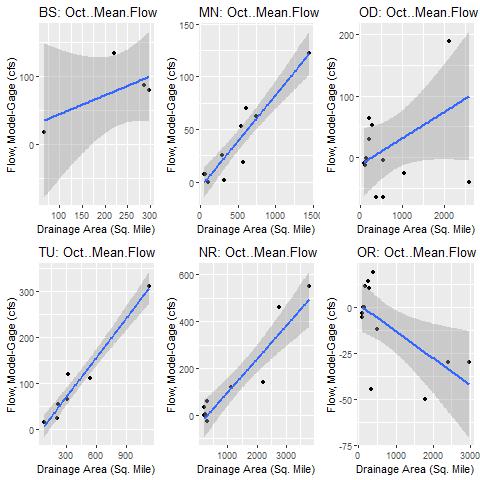 BS: Oct..Mean.Flow
MN: Oct..Mean.Flow
OD: Oct..Mean.Flow
Flow, Model-Gage (cfs)
100
50
0
100
150
200
250
300
Drainage Area (Sq. Mile)
Flow, Model-Gage (cfs)
150
100
50
0
0
500
1000
1500
Drainage Area (Sq. Mile)
Flow, Model-Gage (cfs)
200
100
0
0
1000
2000
Drainage Area (Sq. Mile)
TU: Oct..Mean.Flow
NR: Oct..Mean.Flow
OR: Oct..Mean.Flow
Flow, Model-Gage (cfs)
300
200
100
0
300
600
900
Drainage Area (Sq. Mile)
Flow, Model-Gage (cfs)
600
400
200
0
1000
2000
3000
Drainage Area (Sq. Mile)
Flow, Model-Gage (cfs)
0
-25
-50
-75
0
1000
2000
3000
Drainage Area (Sq. Mile)